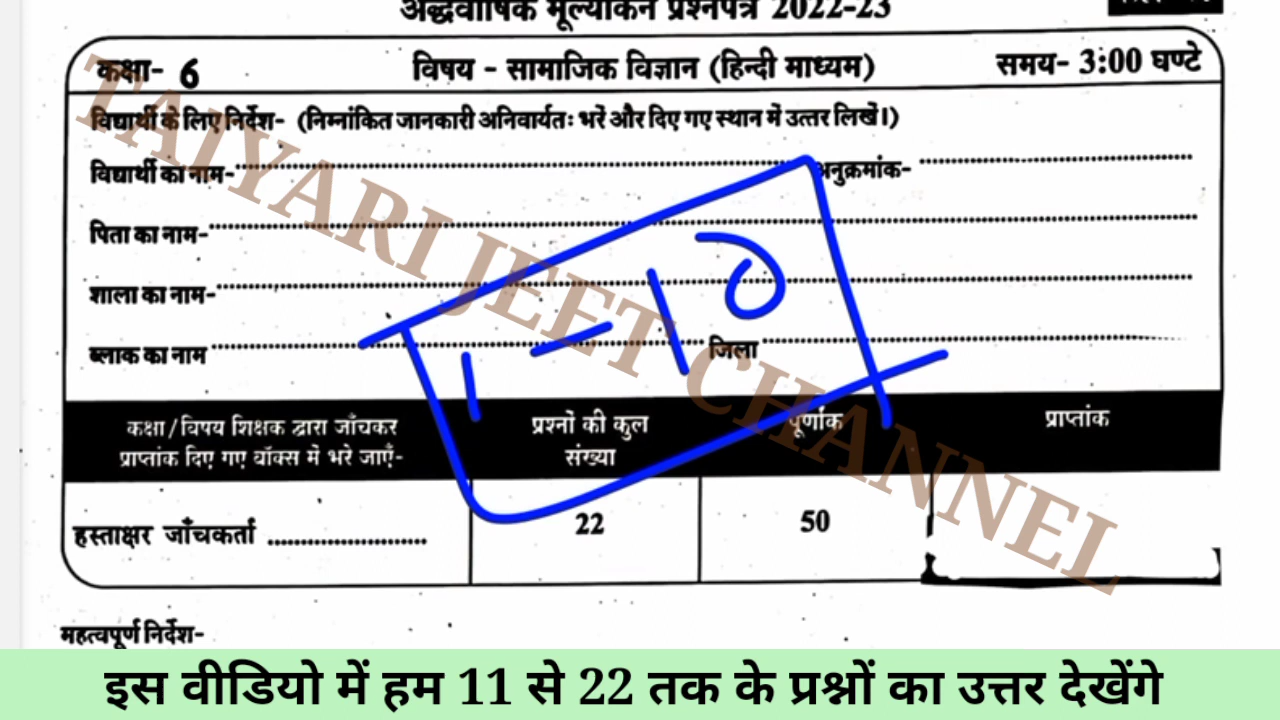 अर्द्धवार्षिक मूल्यांकन प्रश्नपत्र 2022-23
कक्षा- 6 विषय - सामाजिक विज्ञान (हिन्दी माध्यम) समय- 3:00 घण्टे
विद्यार्थी के लिए निर्देश- (निम्नांकित जानकारी अनिवार्यतः भरें और दिए गए स्थान में उत्तर लिखें।)
विद्यार्थी का नाम- अनुक्रमांक-
पिता का नाम-
शाला का नाम-
ब्लाक का नाम जिला
1 - 10
TAIYARI JEET CHANNEL
कक्षा/विषय शिक्षक द्वारा जाँचकर प्रश्नों की कुल पूर्णांक प्राप्तांक
प्राप्तांक दिए गए बॉक्स में भरे जाएँ- संख्या
हस्ताक्षर जाँचकर्ता .......................... 22 50
महत्वपूर्ण निर्देश-
इस वीडियो में हम 11 से 22 तक के प्रश्नों का उत्तर देखेंगे